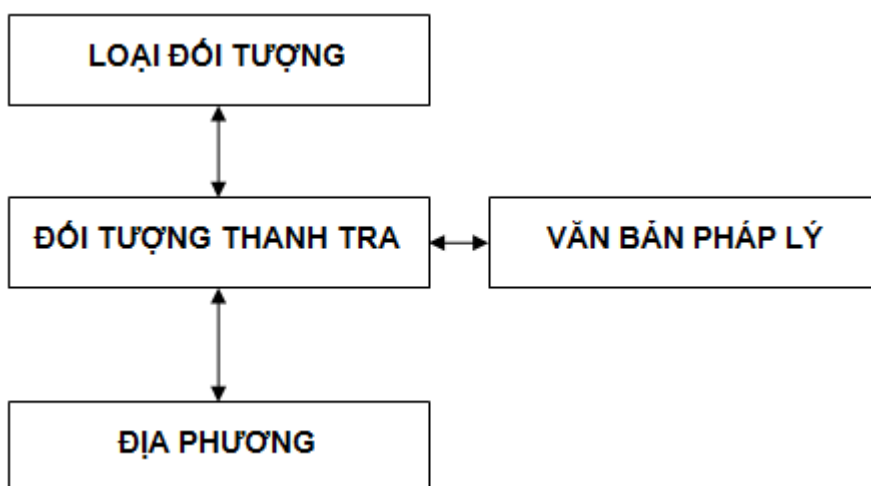 LOẠI ĐỐI TƯỢNG
ĐỐI TƯỢNG THANH TRA
VĂN BẢN PHÁP LÝ
ĐỊA PHƯƠNG